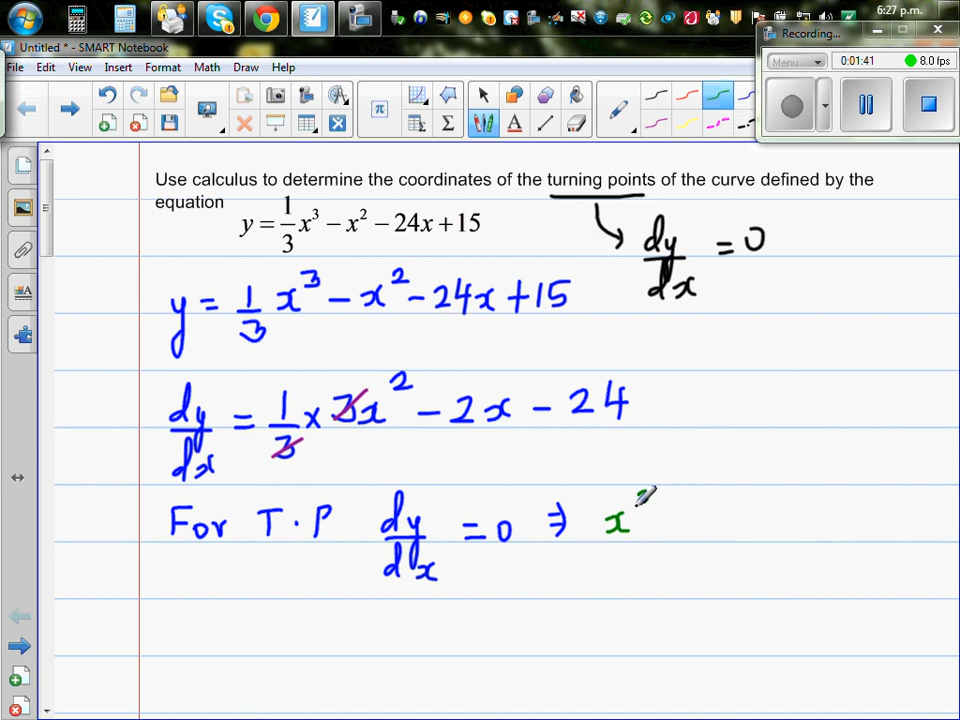 6:27 p.m.
Untitled * - SMART Notebook
Recording...
File Edit View Insert Format Math Draw Help
Menu 0:01:41 8.0 fps
Use calculus to determine the coordinates of the turning points of the curve defined by the
equation y = 1/3 x³ − x² − 24x + 15
dy/dx = 0
y = 1/3 x³ − x² − 24x + 15
dy/dx = 1/3 × 3x² − 2x − 24
For T.P dy/dx = 0 ⇒ x²